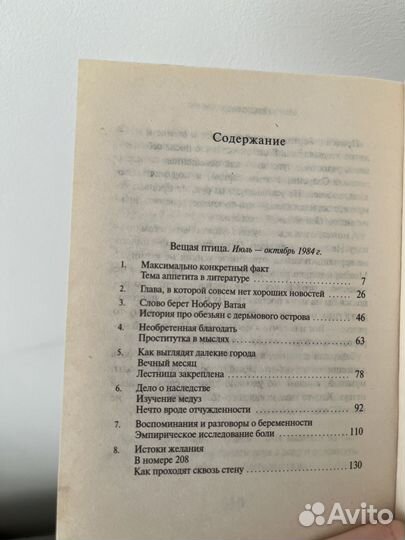 Содержание
Вещая птица. Июль — октябрь 1984 г.
1. Максимально конкретный факт
Тема аппетита в литературе 7
2. Глава, в которой совсем нет хороших новостей 26
3. Слово берет Нобору Ватая
История про обезьян с дерьмового острова 46
4. Необретенная благодать
Проститутка в мыслях 63
5. Как выглядят далекие города
Вечный месяц
Лестница закреплена 78
6. Дело о наследстве
Изучение медуз
Нечто вроде отчужденности 92
7. Воспоминания и разговоры о беременности
Эмпирическое исследование боли 110
8. Истоки желания
В номере 208
Как проходят сквозь стену 130
Avito